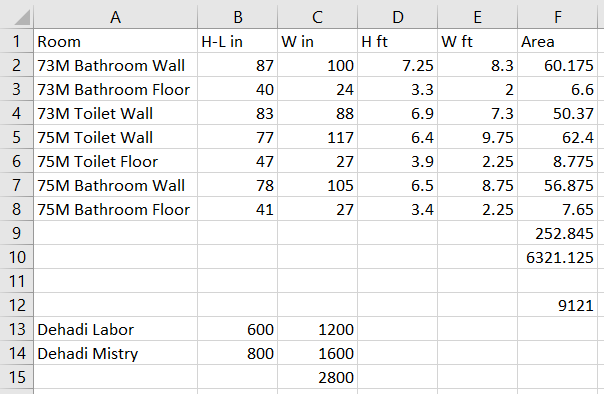 A B C D E F
1 Room H-L in W in H ft W ft Area
2 73M Bathroom Wall 87 100 7.25 8.3 60.175
3 73M Bathroom Floor 40 24 3.3 2 6.6
4 73M Toilet Wall 83 88 6.9 7.3 50.37
5 75M Toilet Wall 77 117 6.4 9.75 62.4
6 75M Toilet Floor 47 27 3.9 2.25 8.775
7 75M Bathroom Wall 78 105 6.5 8.75 56.875
8 75M Bathroom Floor 41 27 3.4 2.25 7.65
9 252.845
10 6321.125
11
12 9121
13 Dehadi Labor 600 1200
14 Dehadi Mistry 800 1600
15 2800